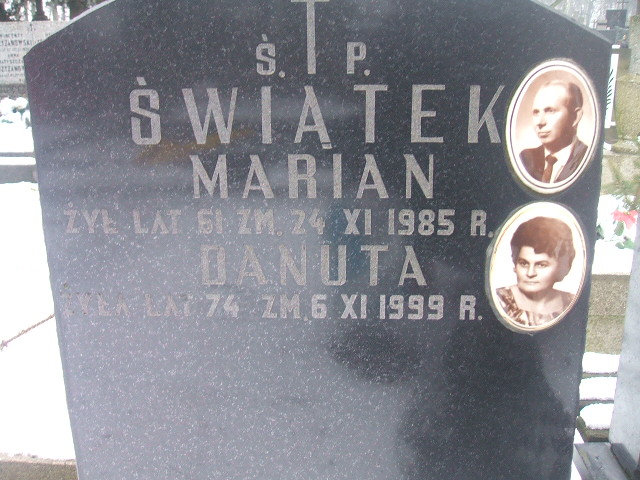 Ś. P.
ŚWIĄTEK
MARIAN
ŻYŁ LAT 61 ZM. 24 XI 1985 R.
DANUTA
ŻYŁA LAT 74 ZM. 6 XI 1999 R.